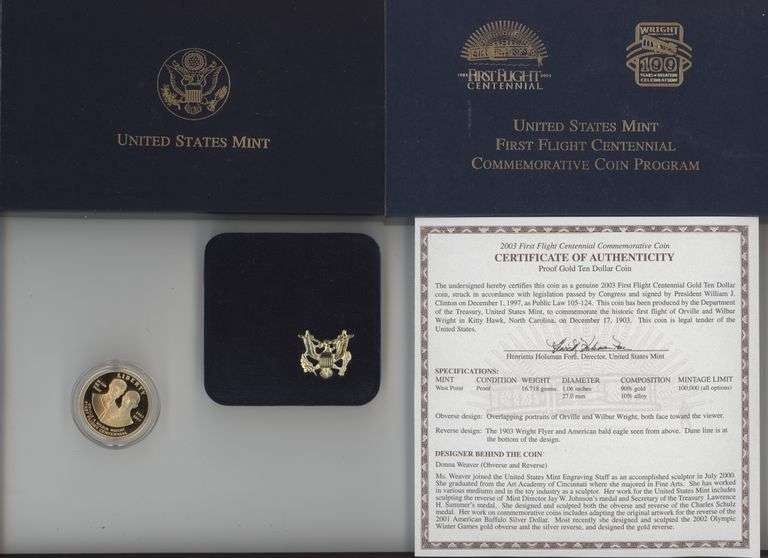 UNITED STATES MINT
1903 FIRST FLIGHT 2003
CENTENNIAL
WRIGHT
100
YEARS OF AVIATION
CELEBRATION
UNITED STATES MINT
FIRST FLIGHT CENTENNIAL
COMMEMORATIVE COIN PROGRAM
LIBERTY
2003 First Flight Centennial Commemorative Coin
CERTIFICATE OF AUTHENTICITY
Proof Gold Ten Dollar Coin
The undersigned hereby certifies this coin as a genuine 2003 First Flight Centennial Gold Ten Dollar
coin, struck in accordance with legislation passed by Congress and signed by President William J.
Clinton on December 1, 1997, as Public Law 105-124. This coin has been produced by the Department
of the Treasury, United States Mint, to commemorate the historic first flight of Orville and Wilbur
Wright in Kitty Hawk, North Carolina, on December 17, 1903. This coin is legal tender of the
United States.
Henrietta Holsman Fore, Director, United States Mint
SPECIFICATIONS:
MINT CONDITION WEIGHT DIAMETER COMPOSITION MINTAGE LIMIT
West Point Proof 16.718 grams 1.06 inches 90% gold 100,000 (all options)
27.0 mm 10% alloy
Obverse design: Overlapping portraits of Orville and Wilbur Wright, both face toward the viewer.
Reverse design: The 1903 Wright Flyer and American bald eagle seen from above. Dune line is at
the bottom of the design.
DESIGNER BEHIND THE COIN
Donna Weaver (Obverse and Reverse)
Ms. Weaver joined the United States Mint Engraving Staff as an accomplished sculptor in July 2000.
She graduated from the Art Academy of Cincinnati where she majored in Fine Arts. She has worked
in various mediums and in the toy industry as a sculptor. Her work for the United States Mint includes
sculpting the reverse of Mint Director Jay W. Johnson's medal and Secretary of the Treasury Lawrence
H. Summer's medal. She designed and sculpted both the obverse and reverse of the Charles Schulz
medal. Her work on commemorative coins includes adapting the original artwork for the reverse of the
2001 American Buffalo Silver Dollar. Most recently she designed and sculpted the 2002 Olympic
Winter Games gold obverse and the silver reverse, and designed the gold reverse.